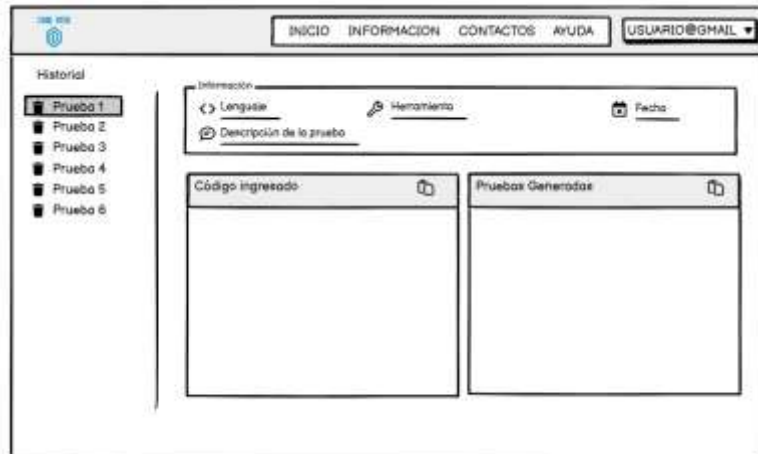 INICIO INFORMACION CONTACTOS AYUDA
USUARIO@GMAIL
Historial
Prueba 1
Prueba 2
Prueba 3
Prueba 4
Prueba 5
Prueba 6
Información
<> Lenguaje
Herramienta
Fecha
Descripción de la prueba
Código ingresado
Pruebas Generadas